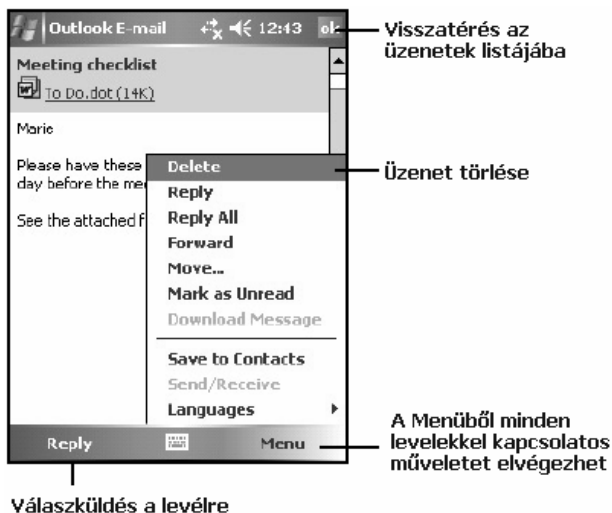 Outlook E-mail 12:43 ok
Visszatérés az
üzenetek listájába
Meeting checklist
To Do.dot (14K)
Marie
Please have these
day before the me
See the attached f
Delete
Üzenet törlése
Reply
Reply All
Forward
Move...
Mark as Unread
Download Message
Save to Contacts
Send/Receive
Languages
Reply Menu
A Menüből minden
levelekkel kapcsolatos
műveletet elvégezhet
Válaszküldés a levélre